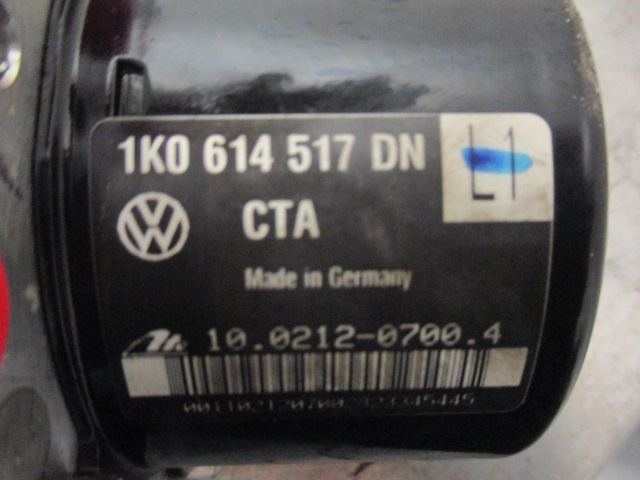 1K0 614 517 DN
L1
CTA
Made in Germany
10.0212-0700.4